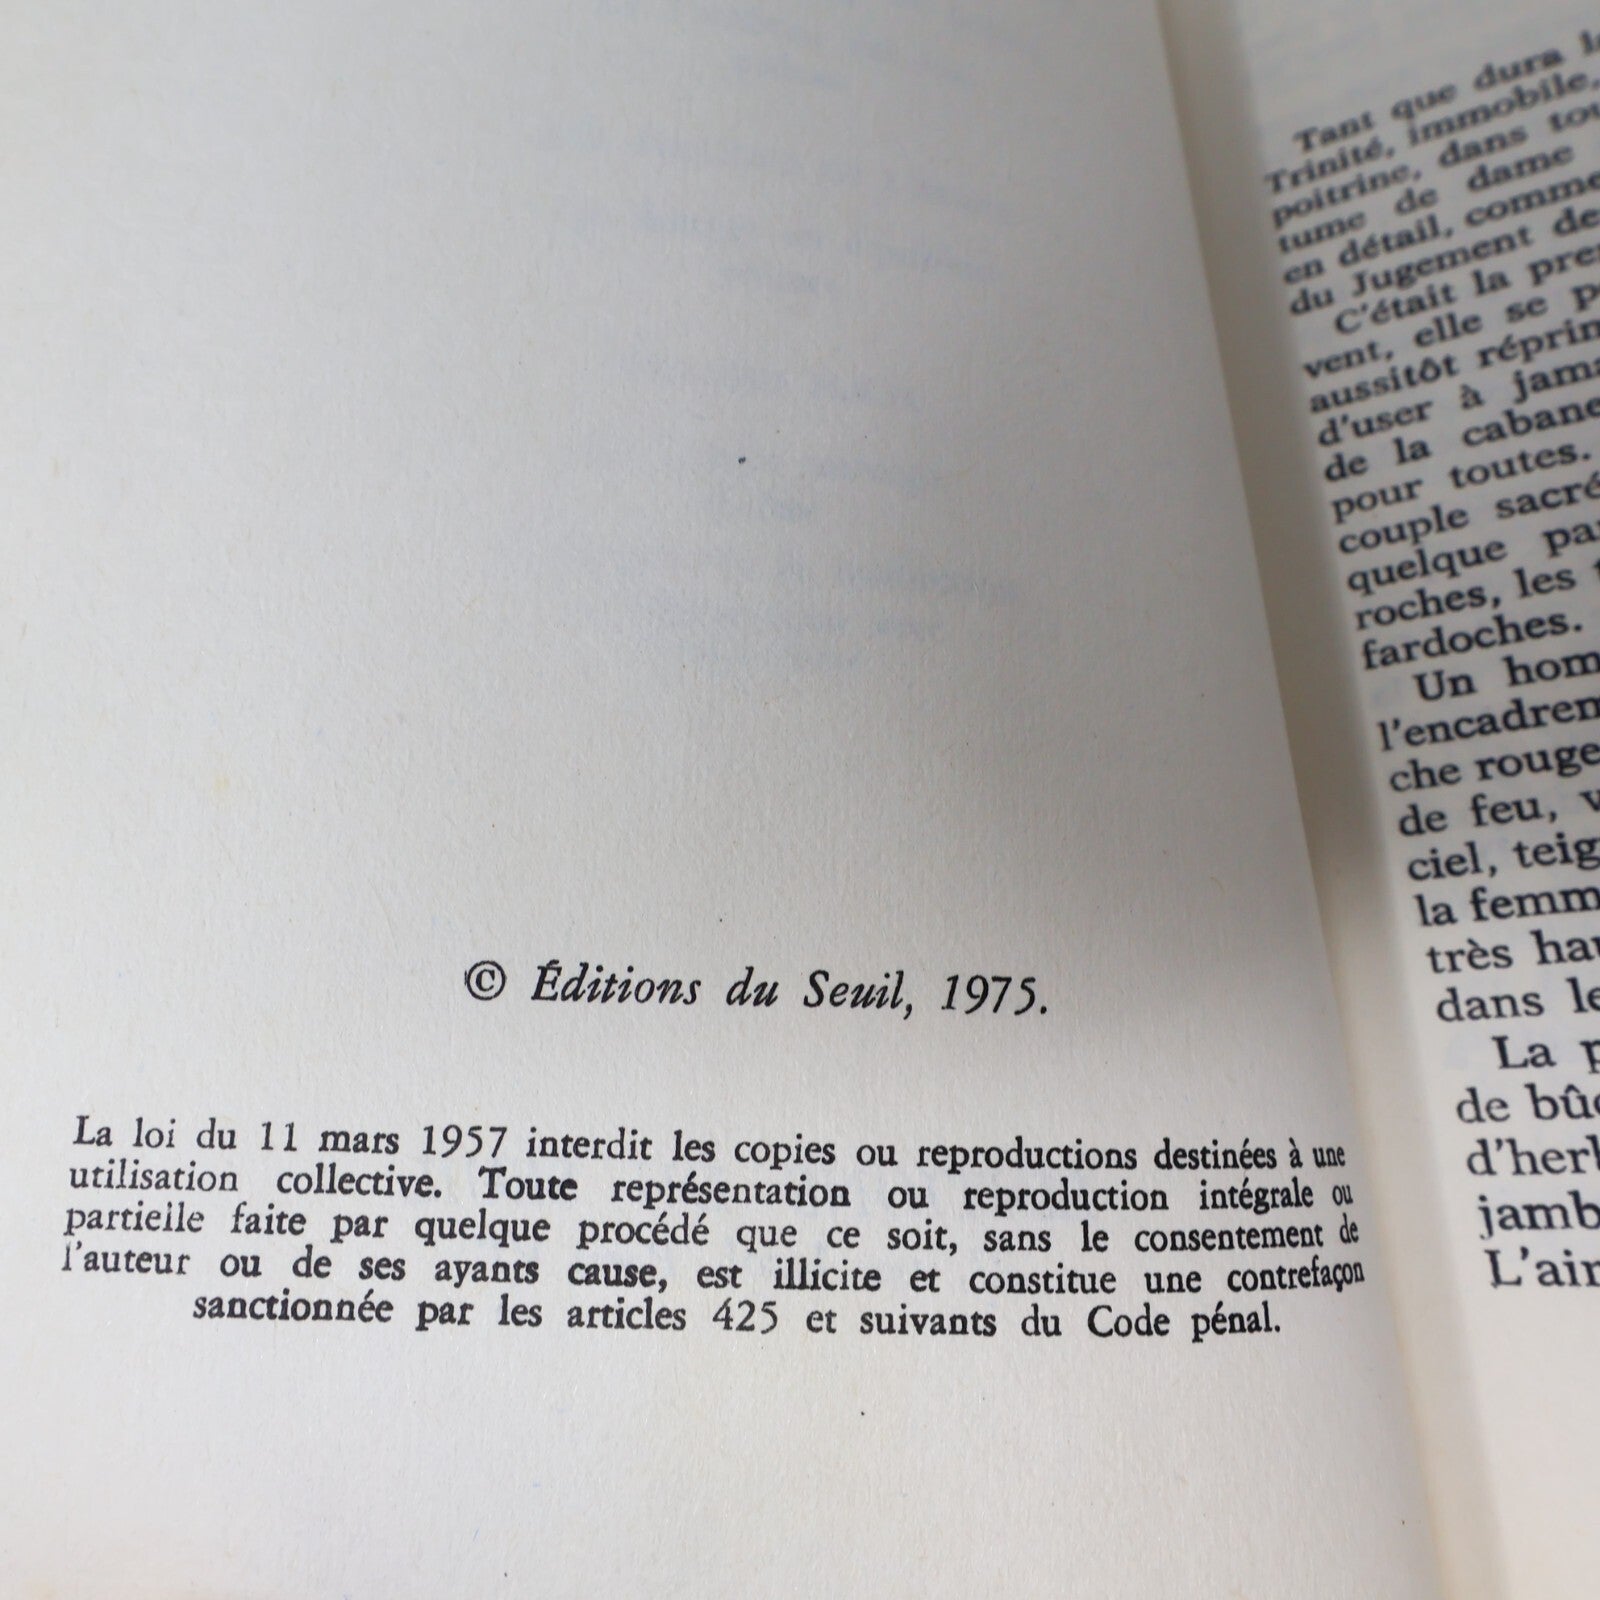 © Éditions du Seuil, 1975.
La loi du 11 mars 1957 interdit les copies ou reproductions destinées à une
utilisation collective. Toute représentation ou reproduction intégrale ou
partielle faite par quelque procédé que ce soit, sans le consentement de
l'auteur ou de ses ayants cause, est illicite et constitue une contrefaçon
sanctionnée par les articles 425 et suivants du Code pénal.
Tant que dura
Trinité, immobile,
poitrine, dans
tume de dame
en détail, comme
du Jugement
C'était la
vent, elle se
aussitôt
d'user à
de la cabane
pour toutes.
couple
quelque
roches, les
fardoches.
Un
che rouge
de feu,
ciel,
la
très
dans
La
de
L'air